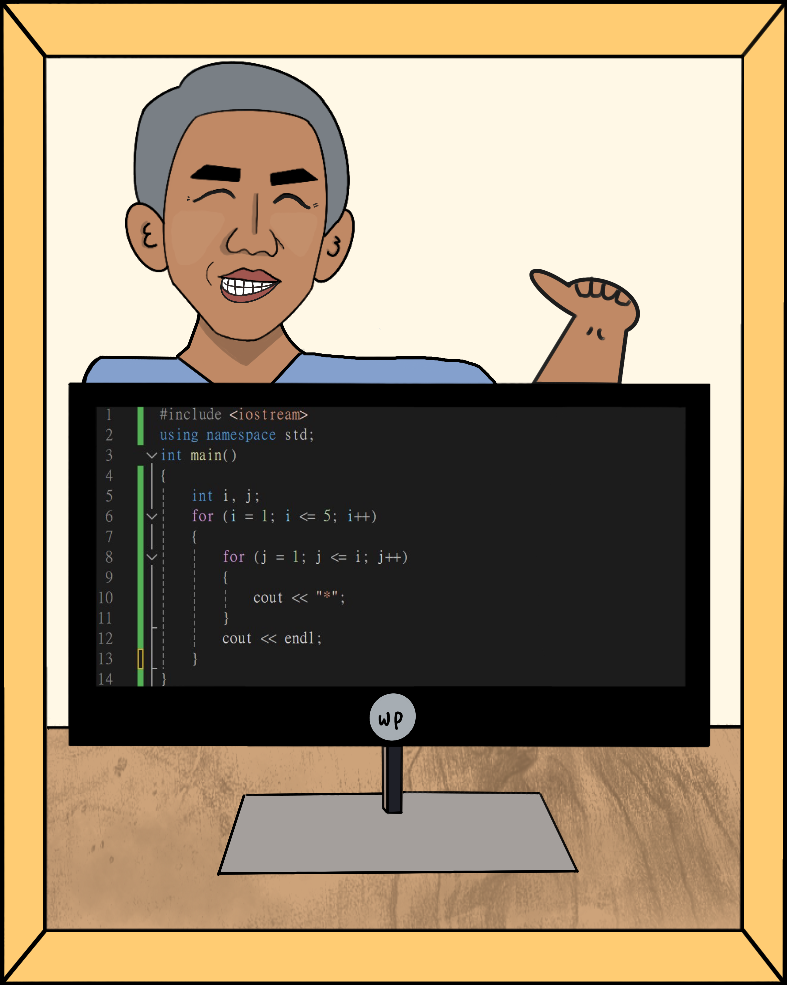 1 #include <iostream>
2 using namespace std;
3 int main()
4 {
5 int i, j;
6 for (i = 1; i <= 5; i++)
7 {
8 for (j = 1; j <= i; j++)
9 {
10 cout << "*";
11 }
12 cout << endl;
13 }
14 }
WP